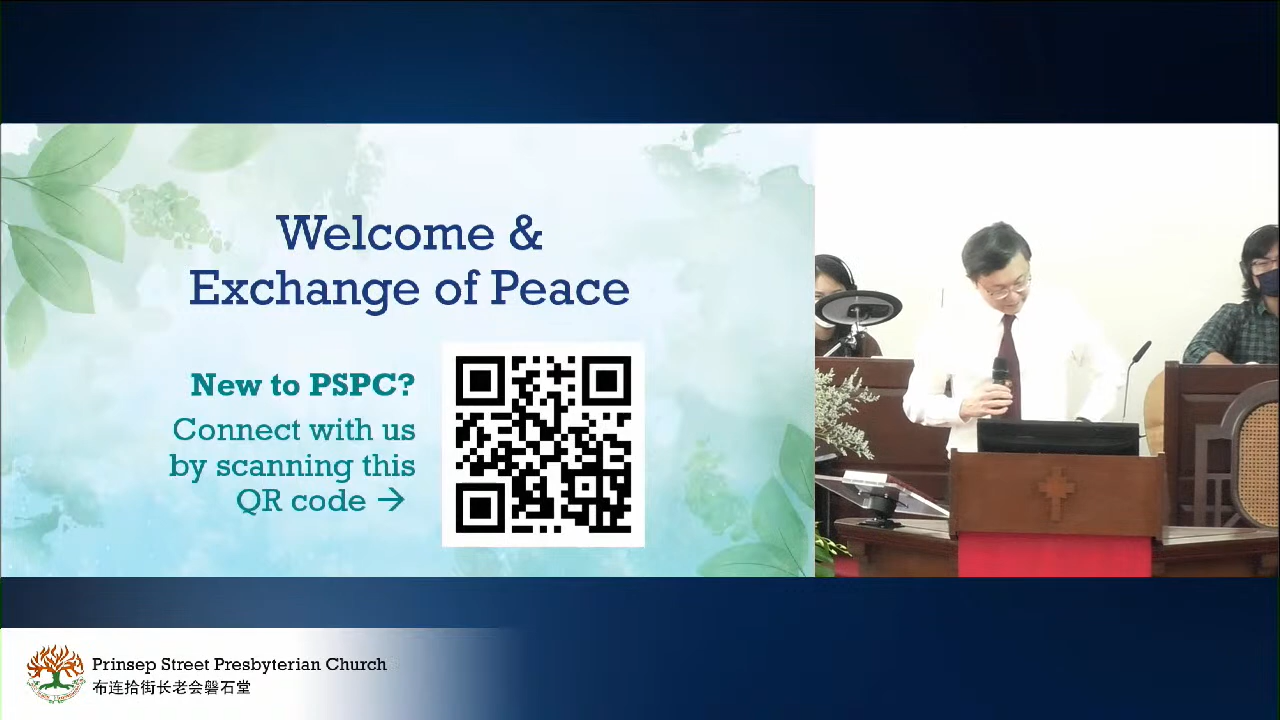 Welcome &
Exchange of Peace
New to PSPC?
Connect with us
by scanning this
QR code →
Prinsep Street Presbyterian Church
布连拾街长老会磐石堂